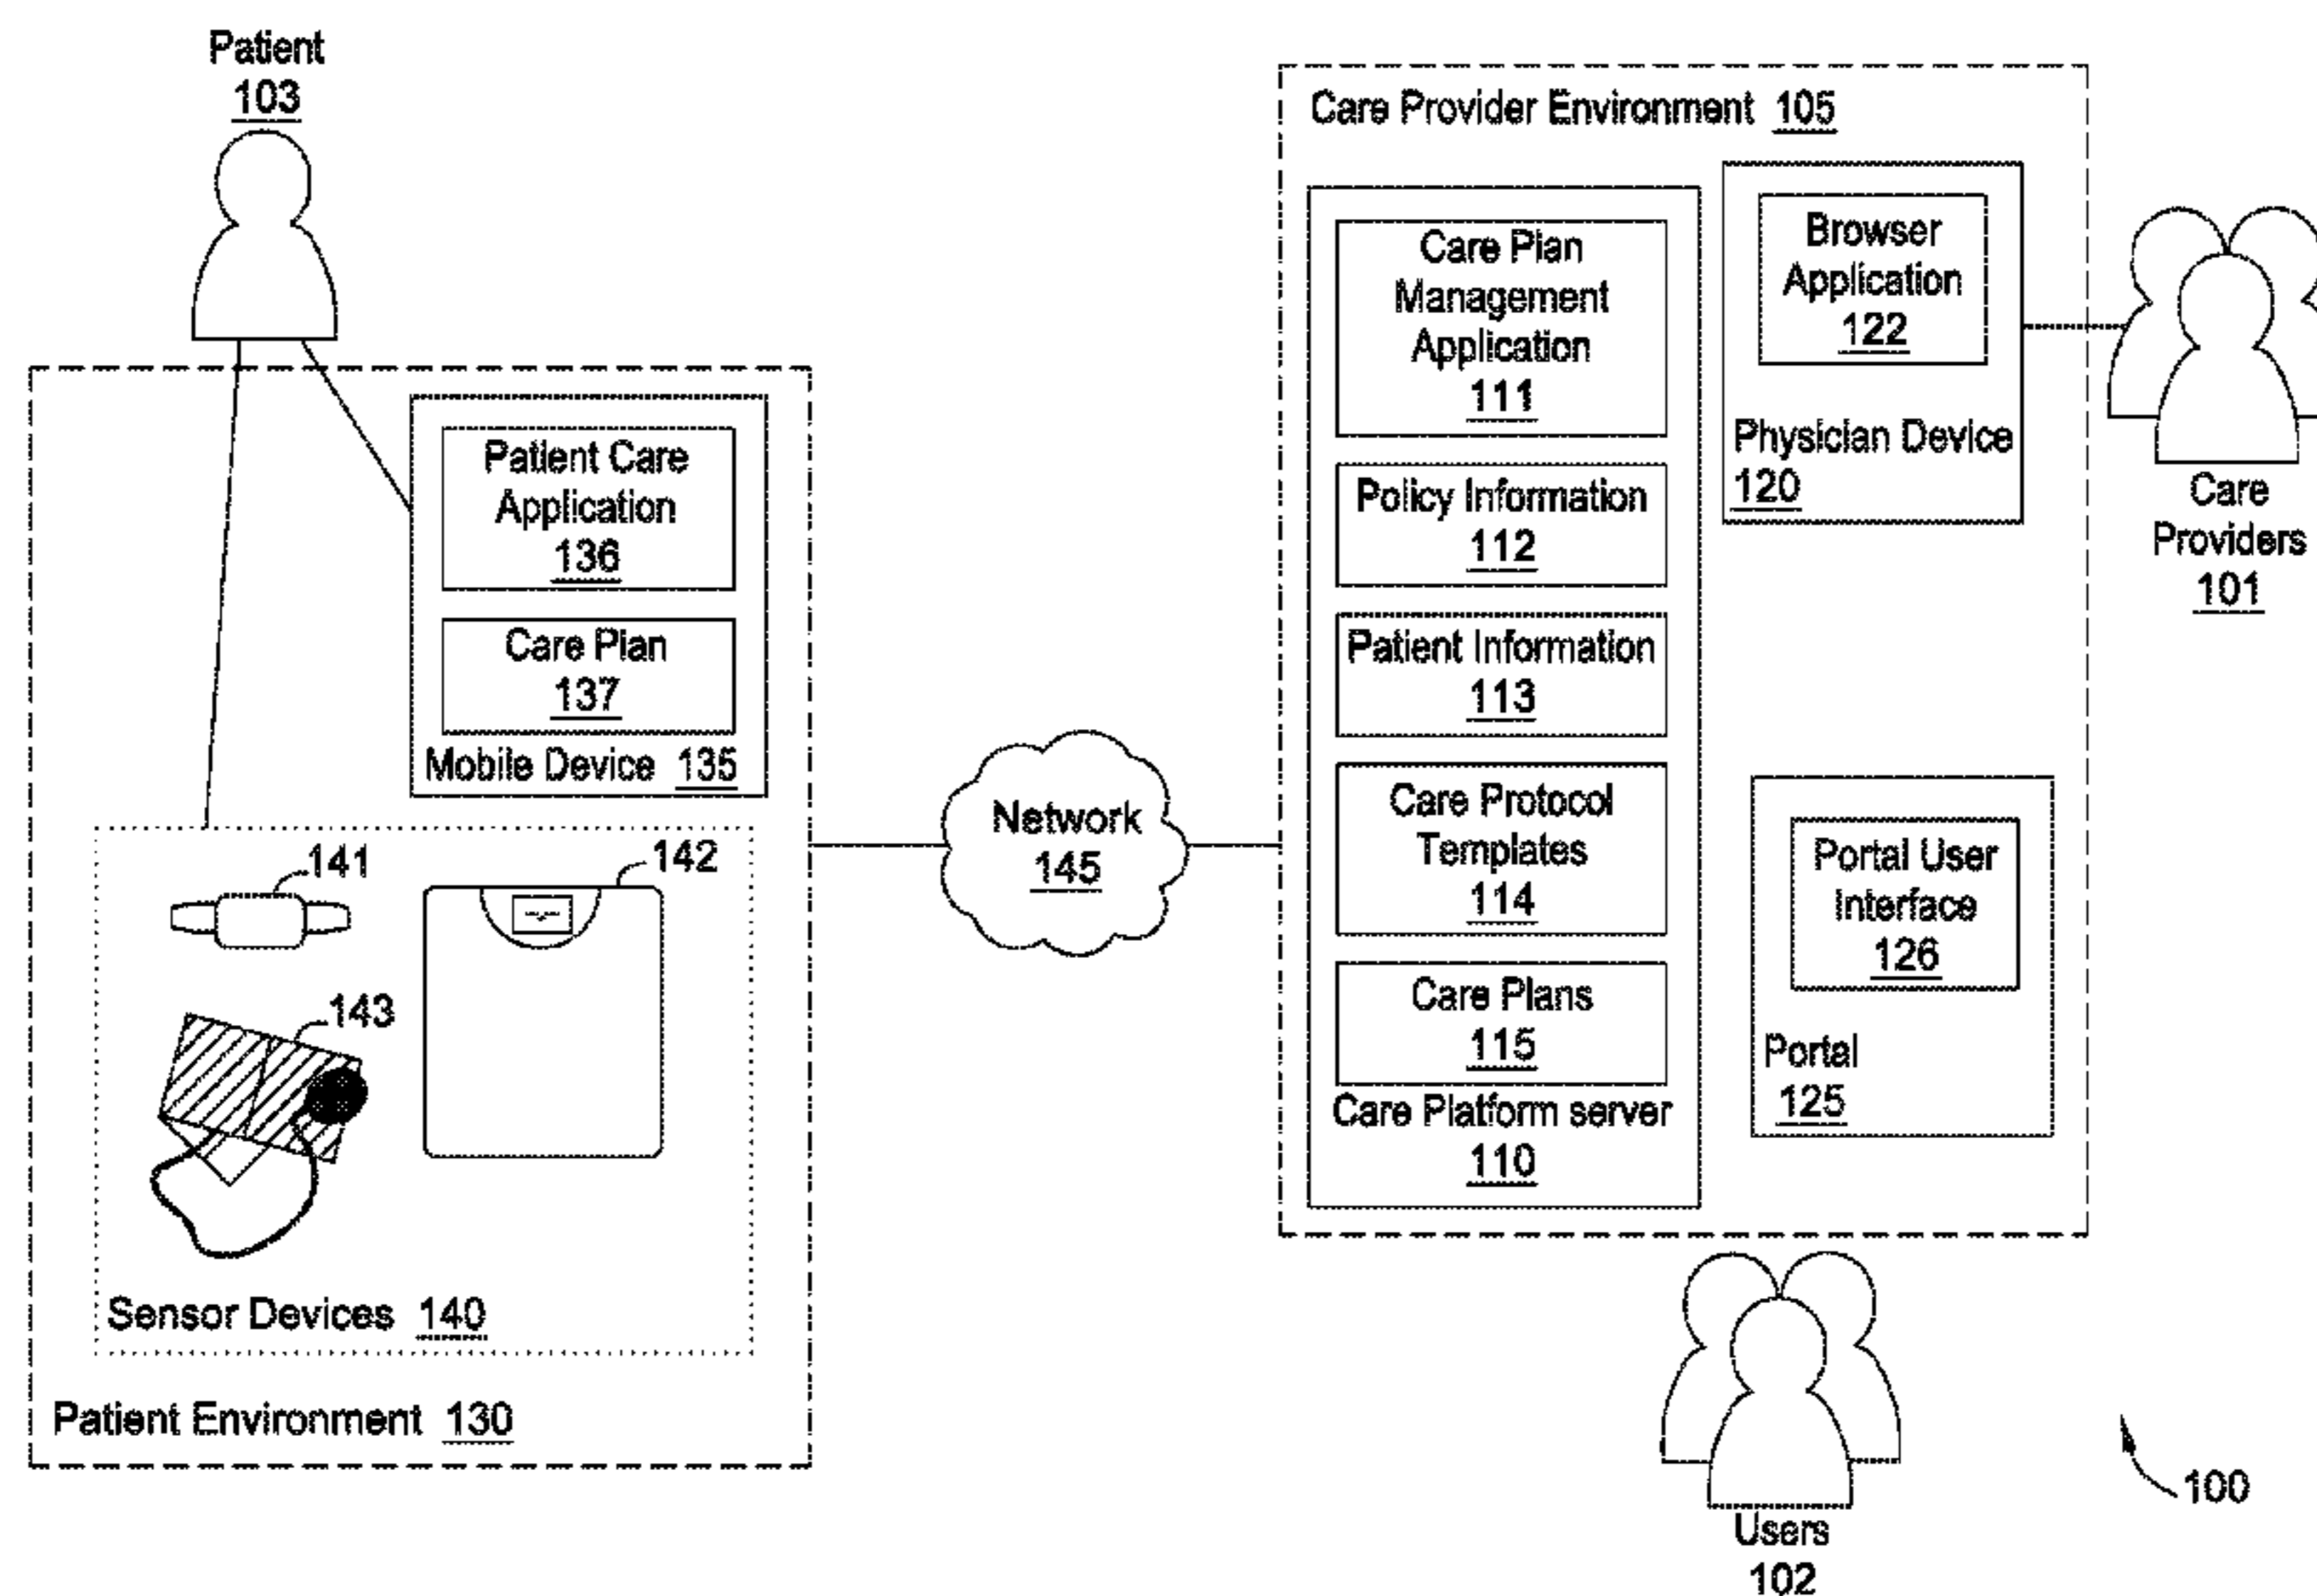 Patient
103
Care Provider Environment 105
Care Plan
Management
Application
111
Policy Information
112
Patient Information
113
Care Protocol
Templates
114
Care Plans
115
Care Platform server
110
Browser
Application
122
Physician Device
120
Care
Providers
101
Portal User
Interface
126
Portal
125
Patient Care
Application
136
Care Plan
137
Mobile Device 135
Network
145
141
142
143
Sensor Devices 140
Patient Environment 130
Users
102
100